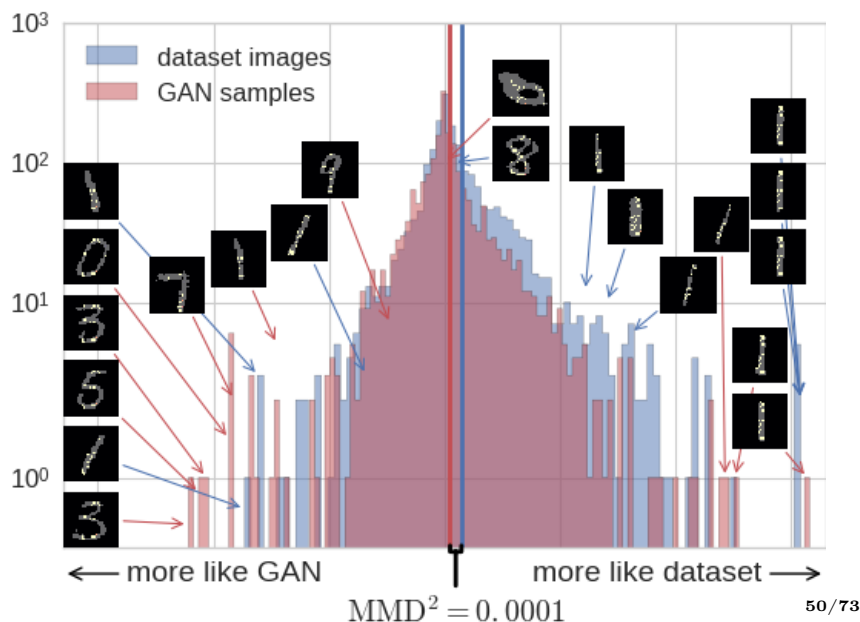 10³
dataset images
GAN samples
10²
10¹
10⁰
← more like GAN
more like dataset →
MMD² = 0.0001
50/73